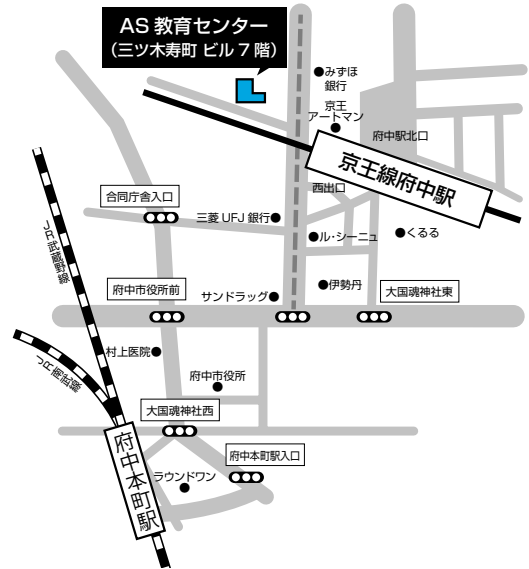 AS 教育センター
（三ツ木寿町 ビル 7 階）
みずほ
銀行
京王
アートマン
府中駅北口
京王線府中駅
西出口
合同庁舎入口
三菱 UFJ 銀行
ル・シーニュ
くるる
JR武蔵野線
府中市役所前
サンドラッグ
伊勢丹
大国魂神社東
村上医院
JR南武線
府中市役所
大国魂神社西
府中本町駅
府中本町駅入口
ラウンドワン